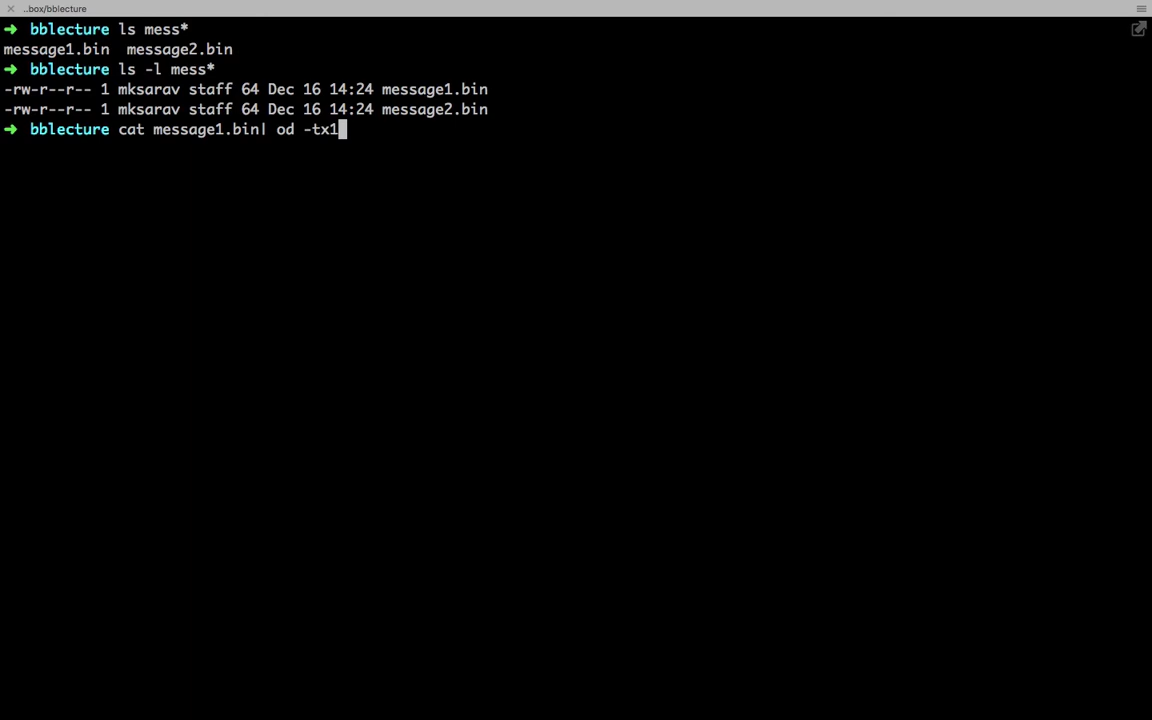 ..box/bblecture
➜ bblecture ls mess*
message1.bin message2.bin
➜ bblecture ls -l mess*
-rw-r--r-- 1 mksarav staff 64 Dec 16 14:24 message1.bin
-rw-r--r-- 1 mksarav staff 64 Dec 16 14:24 message2.bin
➜ bblecture cat message1.bin| od -tx1